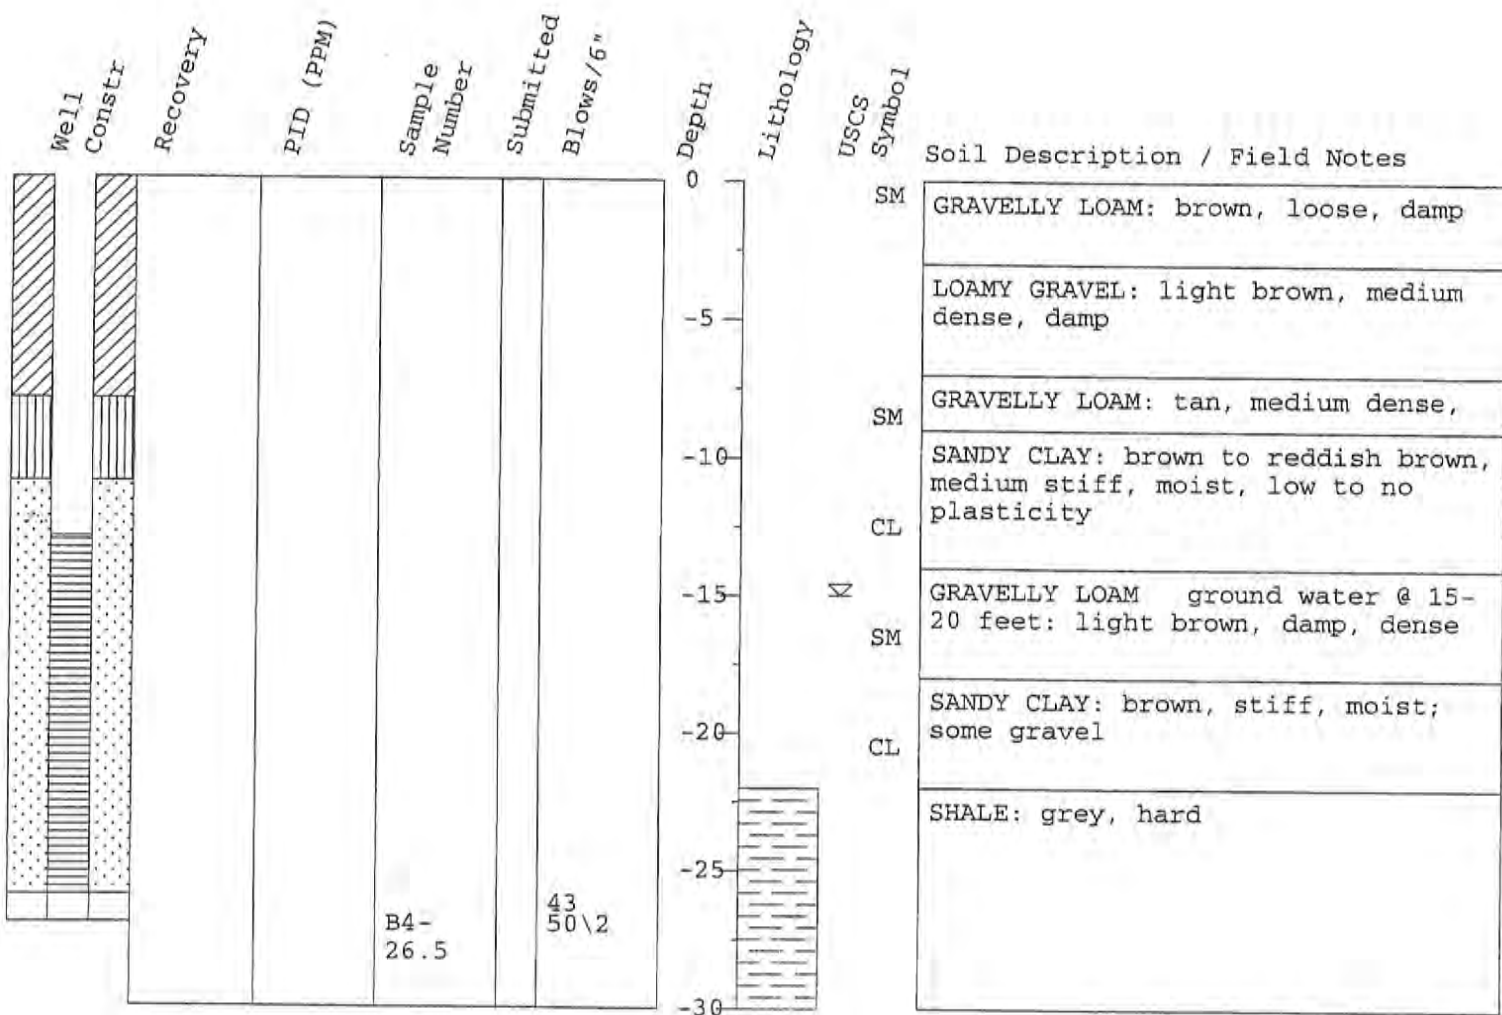 Well
Constr
Recovery
PID (PPM)
Sample
Number
Submitted
Blows/6"
Depth
Lithology
USCS
Symbol
Soil Description / Field Notes
0
SM
GRAVELLY LOAM: brown, loose, damp
LOAMY GRAVEL: light brown, medium
dense, damp
-5
GRAVELLY LOAM: tan, medium dense,
SM
-10
SANDY CLAY: brown to reddish brown,
medium stiff, moist, low to no
plasticity
CL
-15
GRAVELLY LOAM ground water @ 15-
20 feet: light brown, damp, dense
SM
SANDY CLAY: brown, stiff, moist;
some gravel
-20
CL
SHALE: grey, hard
-25
B4-
26.5
43
50\2
-30